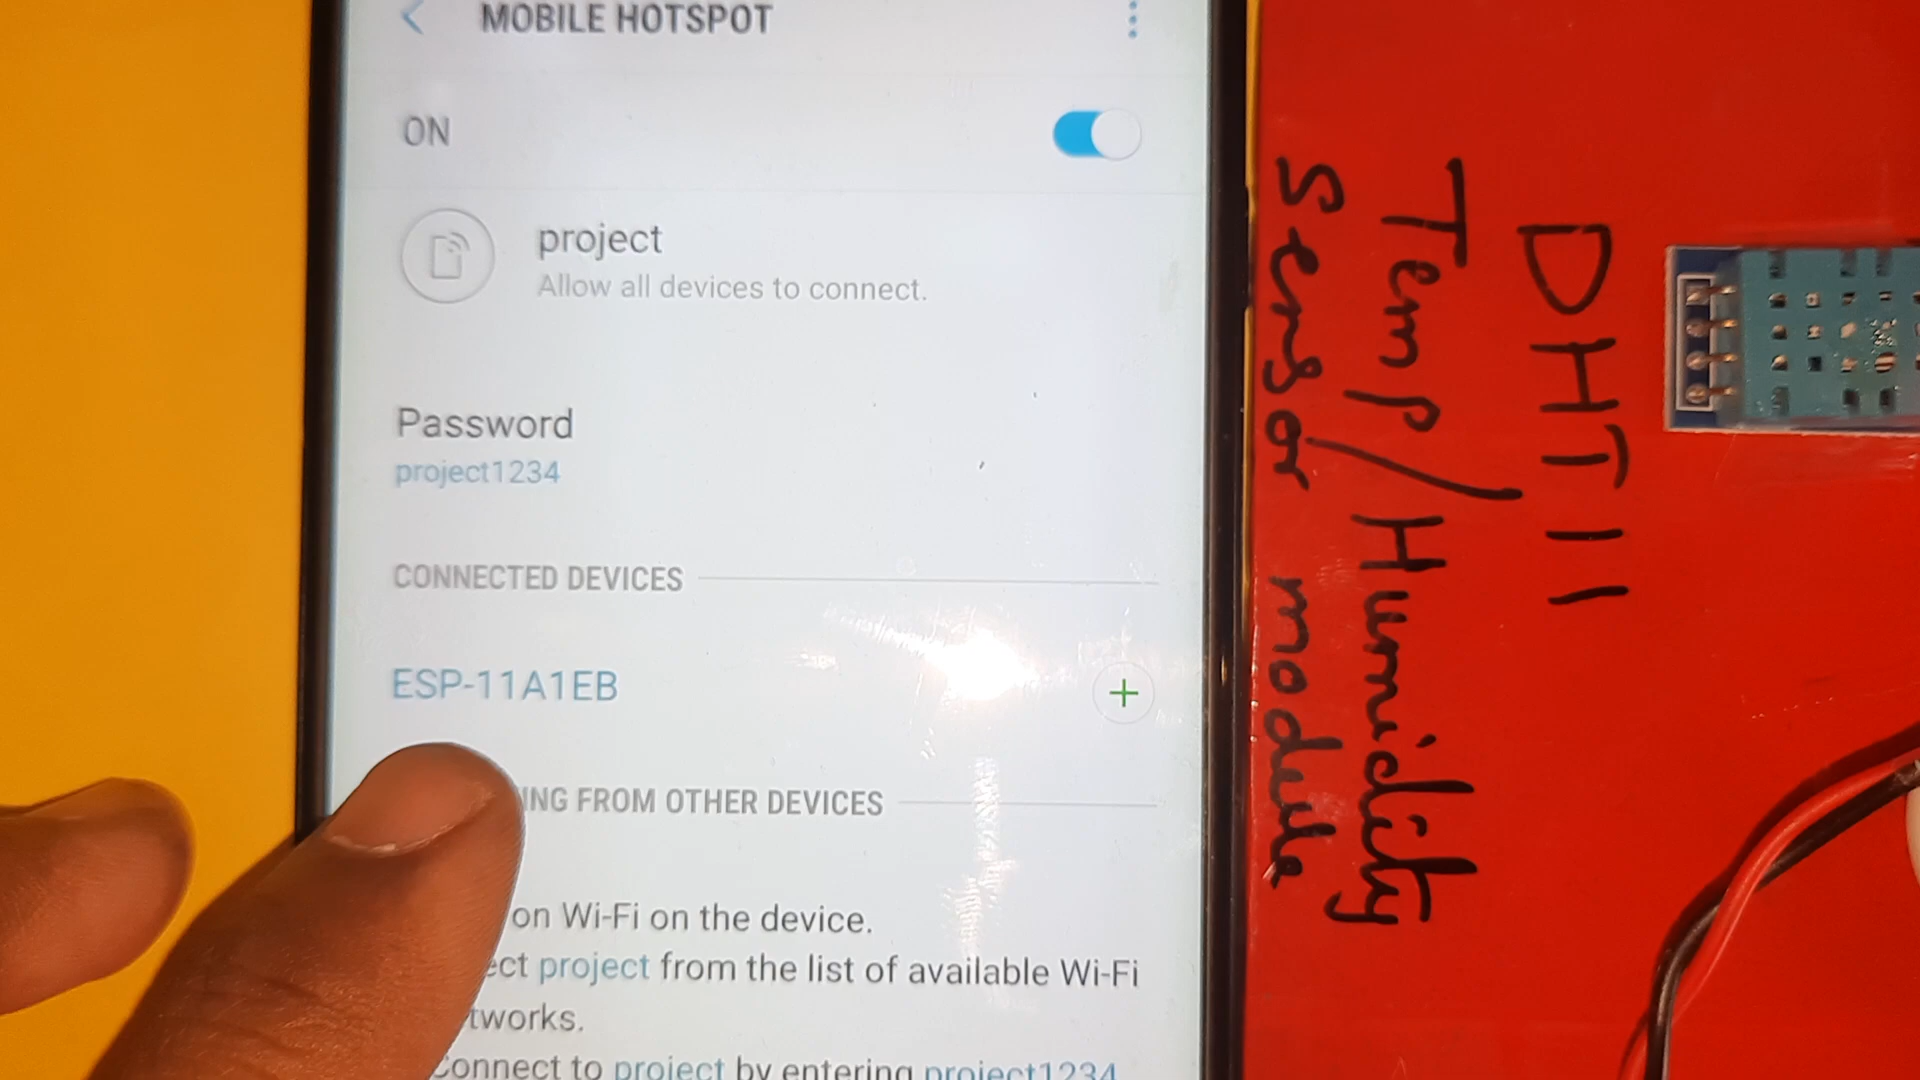 MOBILE HOTSPOT
ON
project
Allow all devices to connect.
Password
project1234
CONNECTED DEVICES
ESP-11A1EB
ING FROM OTHER DEVICES
on Wi-Fi on the device.
ect project from the list of available Wi-Fi
tworks.
Connect to project by entering project1234
DHT11
Temp/Humidity
Sensor module